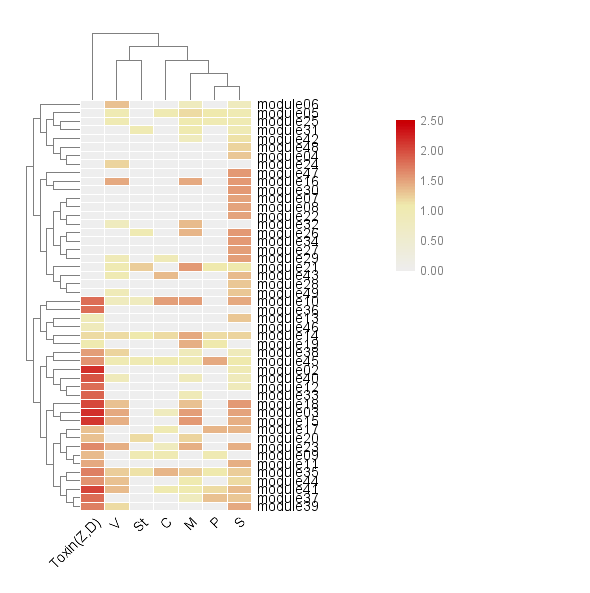 module06
module05
module25
module31
module42
module48
module04
module24
module47
module16
module30
module07
module08
module22
module32
module26
module34
module27
module29
module21
module43
module28
module49
module10
module36
module13
module46
module14
module19
module38
module45
module02
module40
module12
module33
module18
module03
module15
module17
module20
module23
module09
module11
module35
module44
module41
module37
module39
2.50
2.00
1.50
1.00
0.50
0.00
Toxin(Z,D) V St C M P S